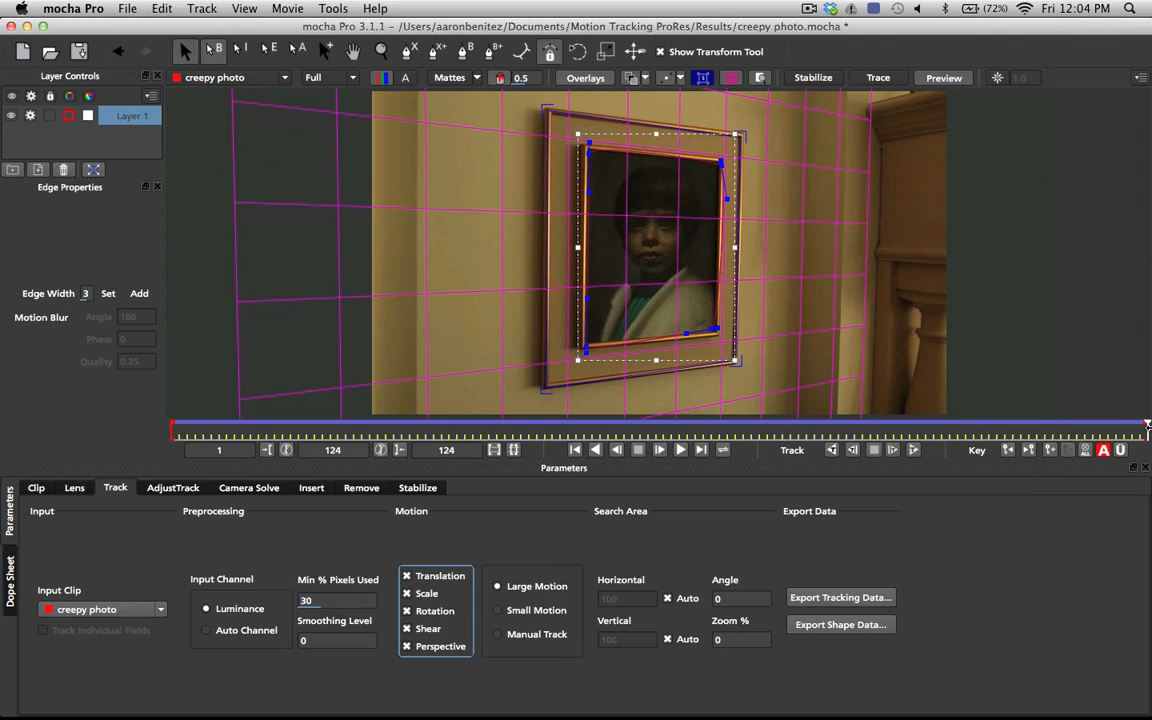 mocha Pro File Edit Track View Movie Tools Help (72%) Fri 12:04 PM
mocha Pro 3.1.1 - /Users/aaronbenitez/Documents/Motion Tracking ProRes/Results/creepy photo.mocha *
B I E A X X+ B B+ Show Transform Tool
Layer Controls creepy photo Full A Mattes 0.5 Overlays Stabilize Trace Preview 1.0
Layer 1
Edge Properties
Edge Width 3 Set Add
Motion Blur Angle 180
Phase 0
Quality 0.25
1 124 124 Track Key ALL A U
Parameters
Parameters
Dope Sheet
Clip Lens Track AdjustTrack Camera Solve Insert Remove Stabilize
Input Preprocessing Motion Search Area Export Data
Input Clip
creepy photo
Track Individual Fields
Input Channel
Luminance
Auto Channel
Min % Pixels Used
30
Smoothing Level
0
Translation
Scale
Rotation
Shear
Perspective
Large Motion
Small Motion
Manual Track
Horizontal
100 Auto
Vertical
100 Auto
Angle
0
Zoom %
0
Export Tracking Data...
Export Shape Data...